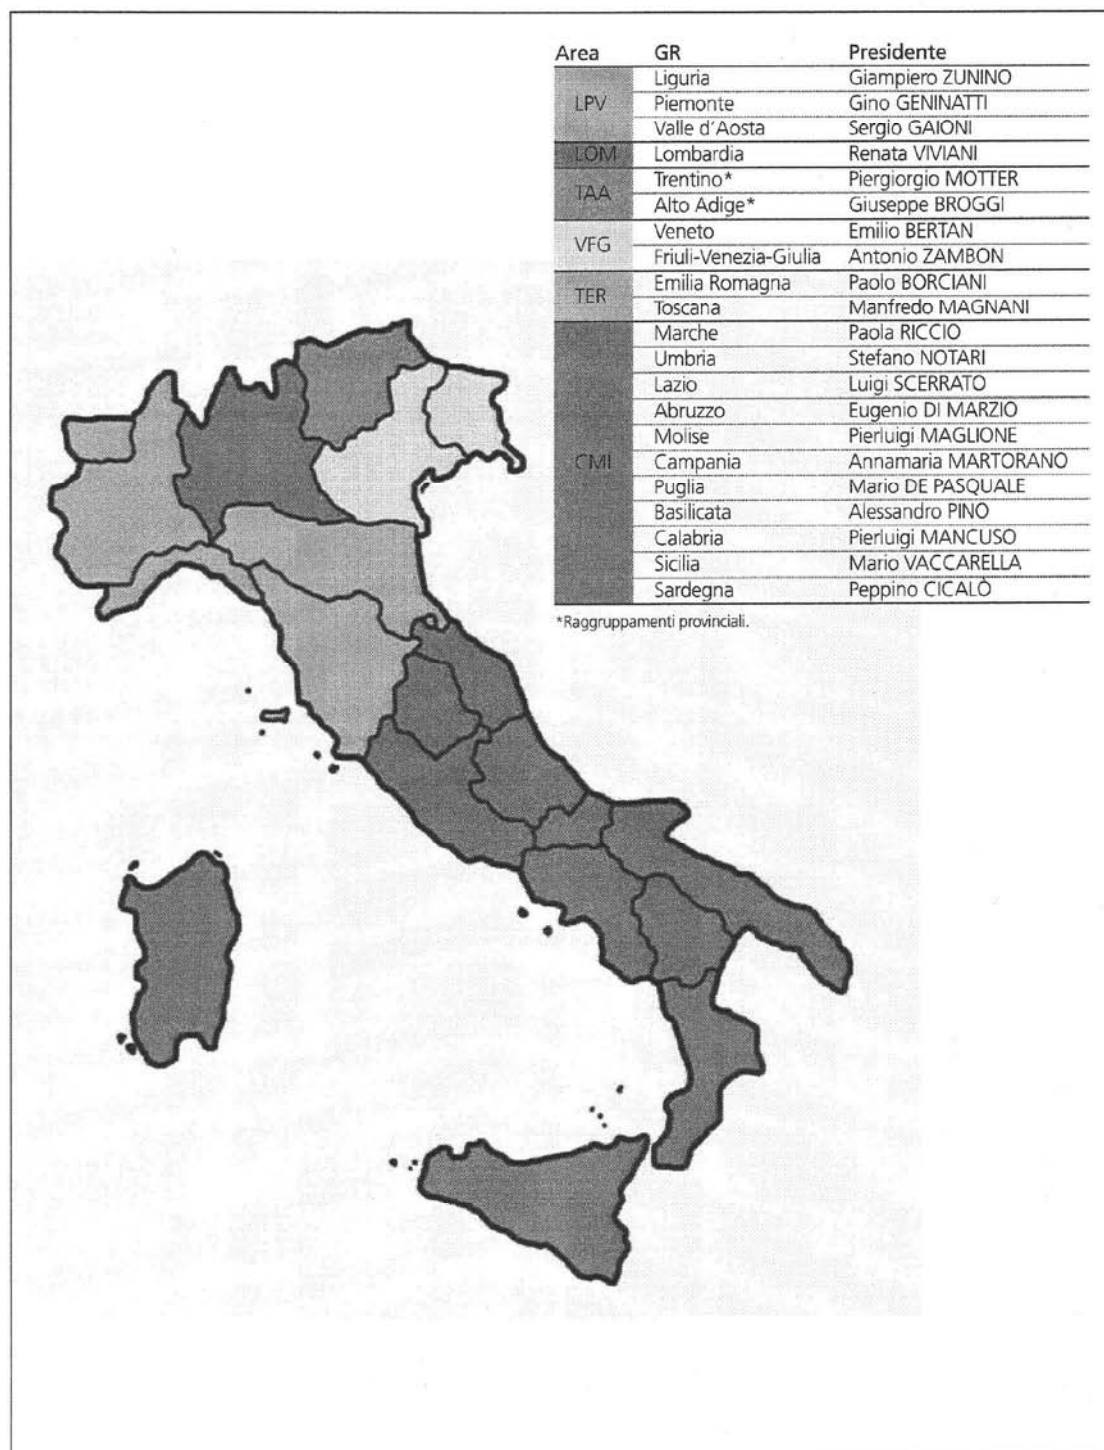 Area GR Presidente
LPV Liguria Giampiero ZUNINO
Piemonte Gino GENINATTI
Valle d'Aosta Sergio GAIONI
LOM Lombardia Renata VIVIANI
TAA Trentino* Piergiorgio MOTTER
Alto Adige* Giuseppe BROGGI
VFG Veneto Emilio BERTAN
Friuli-Venezia-Giulia Antonio ZAMBON
TER Emilia Romagna Paolo BORCIANI
Toscana Manfredo MAGNANI
CMI Marche Paola RICCIO
Umbria Stefano NOTARI
Lazio Luigi SCERRATO
Abruzzo Eugenio DI MARZIO
Molise Pierluigi MAGLIONE
Campania Annamaria MARTORANO
Puglia Mario DE PASQUALE
Basilicata Alessandro PINO
Calabria Pierluigi MANCUSO
Sicilia Mario VACCARELLA
Sardegna Peppino CICALÒ
*Raggruppamenti provinciali.